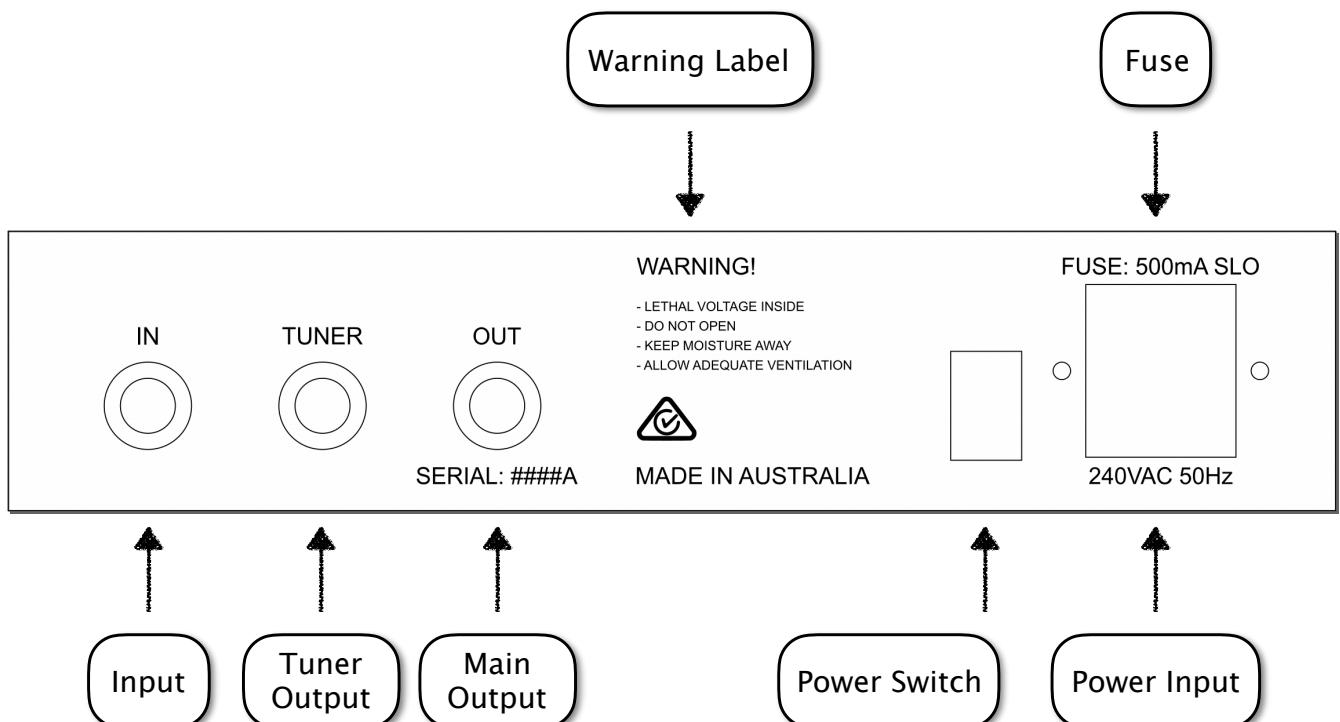 Warning Label
Fuse
WARNING!
FUSE: 500mA SLO
- LETHAL VOLTAGE INSIDE
- DO NOT OPEN
- KEEP MOISTURE AWAY
- ALLOW ADEQUATE VENTILATION
IN
TUNER
OUT
SERIAL: ####A
MADE IN AUSTRALIA
240VAC 50Hz
Input
Tuner
Output
Main
Output
Power Switch
Power Input